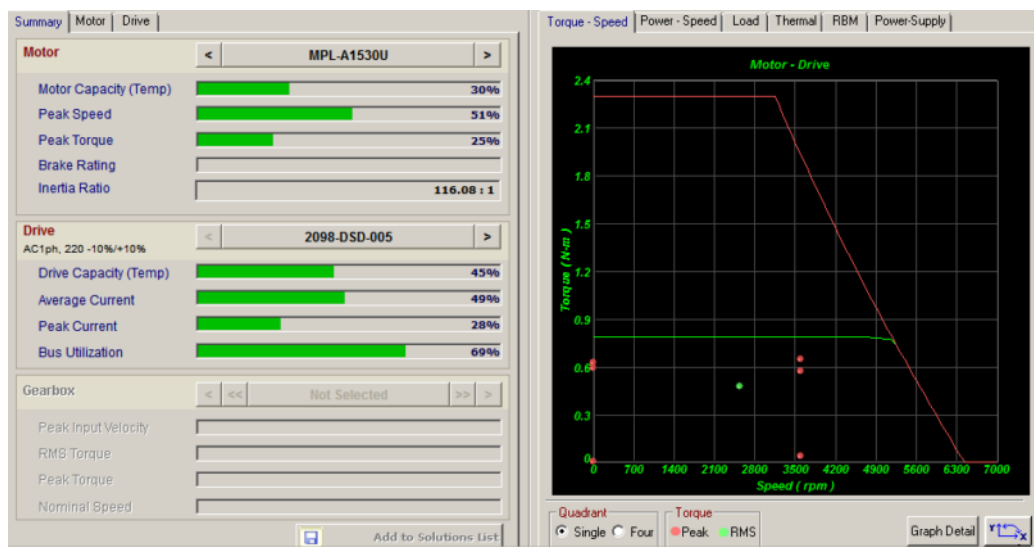 Summary Motor Drive
Motor
< MPL-A1530U >
Motor Capacity (Temp) 30%
Peak Speed 51%
Peak Torque 25%
Brake Rating
Inertia Ratio 116.08 : 1
Drive
AC1ph, 220 -10%/+10%
< 2098-DSD-005 >
Drive Capacity (Temp) 45%
Average Current 49%
Peak Current 28%
Bus Utilization 69%
Gearbox
< << Not Selected >> >
Peak Input Velocity
RMS Torque
Peak Torque
Nominal Speed
Add to Solutions List
Torque - Speed Power - Speed Load Thermal RBM Power-Supply
Motor - Drive
2.4
2.1
1.8
1.5
1.2
0.9
0.6
0.3
0
Torque ( N-m )
0 700 1400 2100 2800 3500 4200 4900 5600 6300 7000
Speed ( rpm )
Quadrant
Single Four
Torque
Peak RMS
Graph Detail
Y X